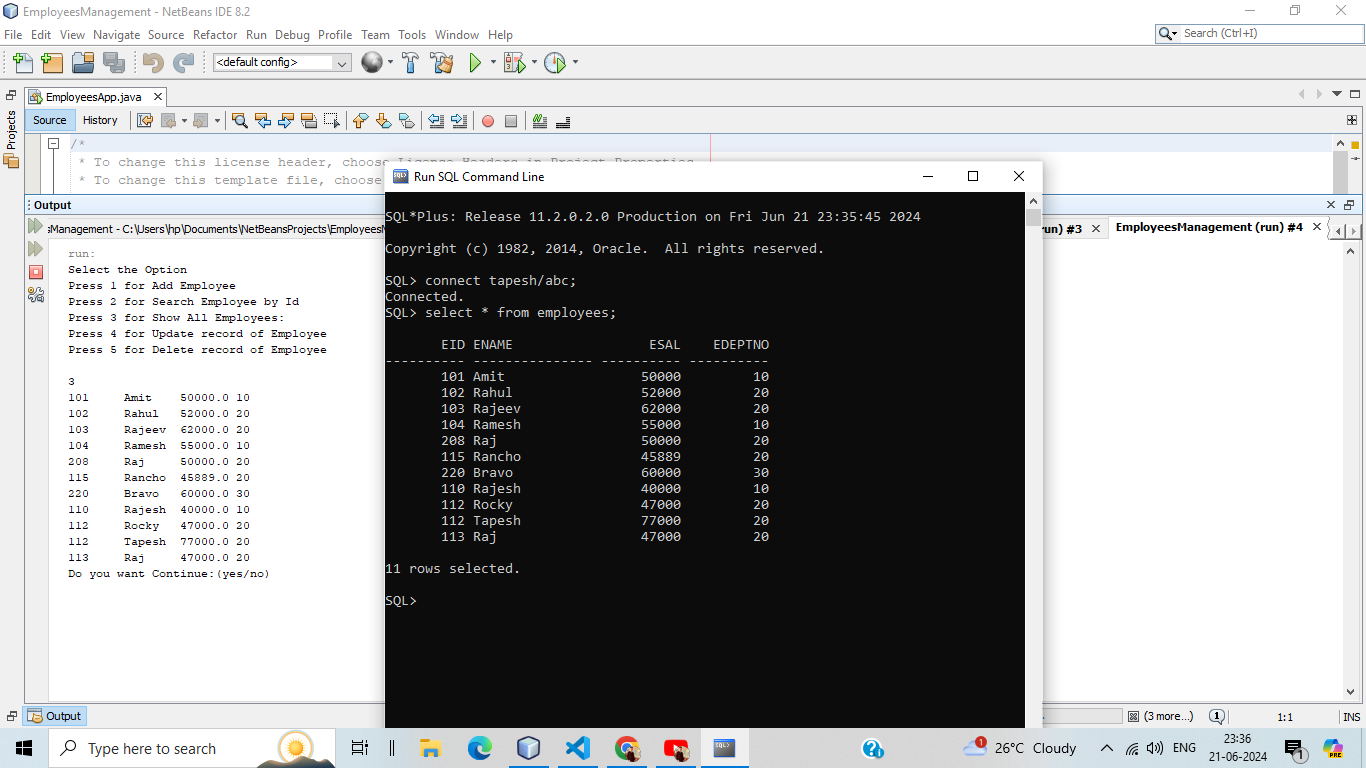 EmployeesManagement - NetBeans IDE 8.2
File Edit View Navigate Source Refactor Run Debug Profile Team Tools Window Help
Search (Ctrl+I)
<default config>
EmployeesApp.java
Projects
Source History
/*
* To change this license header, choose License Headers in Project Properties.
* To change this template file, choose
Output
sManagement - C:\Users\hp\Documents\NetBeansProjects\EmployeesM
run) #3
EmployeesManagement (run) #4
run:
Select the Option
Press 1 for Add Employee
Press 2 for Search Employee by Id
Press 3 for Show All Employees:
Press 4 for Update record of Employee
Press 5 for Delete record of Employee
3
101 Amit 50000.0 10
102 Rahul 52000.0 20
103 Rajeev 62000.0 20
104 Ramesh 55000.0 10
208 Raj 50000.0 20
115 Rancho 45889.0 20
220 Bravo 60000.0 30
110 Rajesh 40000.0 10
112 Rocky 47000.0 20
112 Tapesh 77000.0 20
113 Raj 47000.0 20
Do you want Continue:(yes/no)
Run SQL Command Line
SQL*Plus: Release 11.2.0.2.0 Production on Fri Jun 21 23:35:45 2024
Copyright (c) 1982, 2014, Oracle.  All rights reserved.
SQL> connect tapesh/abc;
Connected.
SQL> select * from employees;
EID ENAME ESAL EDEPTNO
---------- --------------- ---------- ----------
101 Amit 50000 10
102 Rahul 52000 20
103 Rajeev 62000 20
104 Ramesh 55000 10
208 Raj 50000 20
115 Rancho 45889 20
220 Bravo 60000 30
110 Rajesh 40000 10
112 Rocky 47000 20
112 Tapesh 77000 20
113 Raj 47000 20
11 rows selected.
SQL>
Output
(3 more...) 1 1:1 INS
Type here to search
1
26°C Cloudy
ENG
23:36
21-06-2024
1
PRE